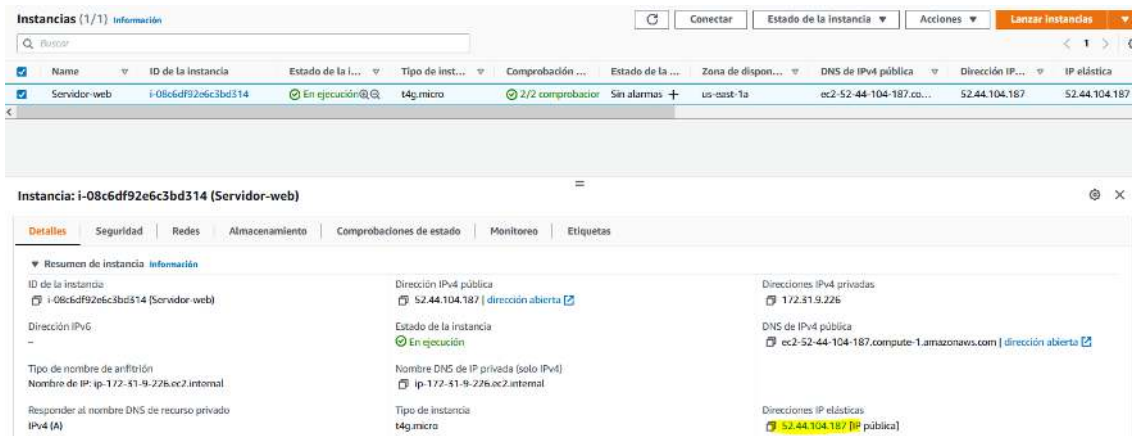 Instancias (1/1) Información
Conectar
Estado de la instancia
Acciones
Lanzar instancias
Buscar
1
Name ID de la instancia Estado de la i... Tipo de inst... Comprobación ... Estado de la ... Zona de dispon... DNS de IPv4 pública Dirección IP... IP elástica
Servidor-web i-08c6df92e6c3bd314 En ejecución t4g.micro 2/2 comprobacior Sin alarmas + us-east-1a ec2-52-44-104-187.co... 52.44.104.187 52.44.104.187
Instancia: i-08c6df92e6c3bd314 (Servidor-web)
Detalles Seguridad Redes Almacenamiento Comprobaciones de estado Monitoreo Etiquetas
Resumen de instancia Información
ID de la instancia Dirección IPv4 pública Direcciones IPv4 privadas
i-08c6df92e6c3bd314 (Servidor-web) 52.44.104.187 | dirección abierta 172.31.9.226
Dirección IPv6 Estado de la instancia DNS de IPv4 pública
– En ejecución ec2-52-44-104-187.compute-1.amazonaws.com | dirección abierta
Tipo de nombre de anfitrión Nombre DNS de IP privada (solo IPv4)
Nombre de IP: ip-172-31-9-226.ec2.internal ip-172-31-9-226.ec2.internal
Responder al nombre DNS de recurso privado Tipo de instancia Direcciones IP elásticas
IPv4 (A) t4g.micro 52.44.104.187 [IP pública]